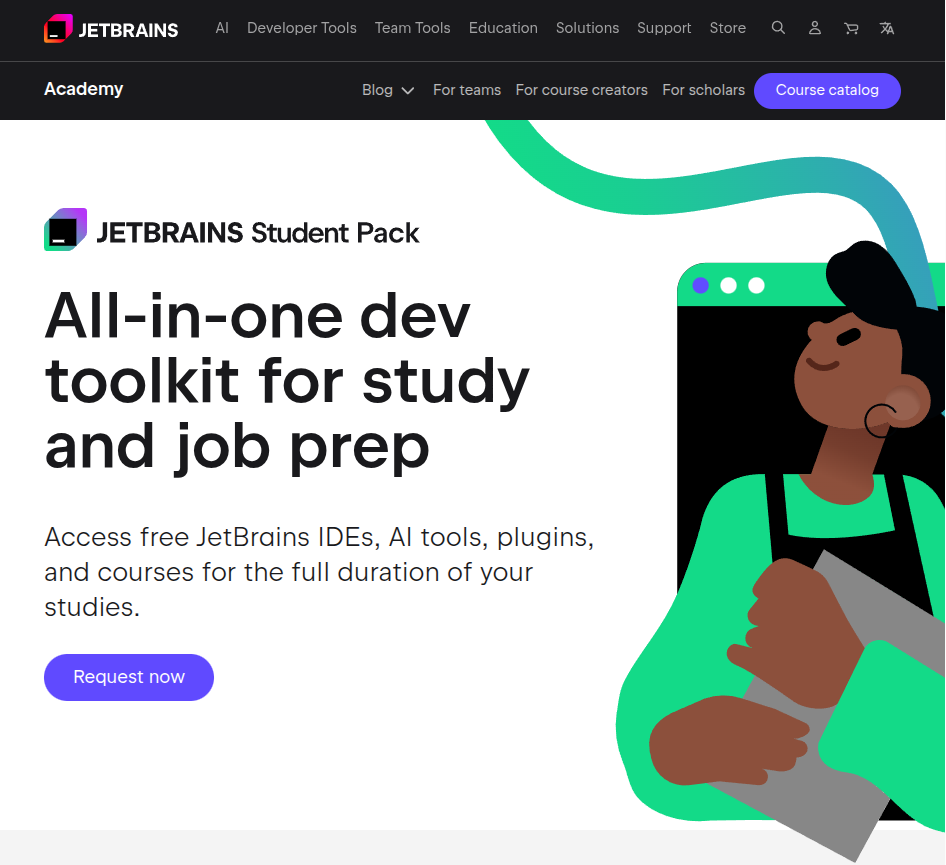 JETBRAINS
AI Developer Tools Team Tools Education Solutions Support Store
Academy
Blog For teams For course creators For scholars Course catalog
JETBRAINS Student Pack
All-in-one dev
toolkit for study
and job prep
Access free JetBrains IDEs, AI tools, plugins,
and courses for the full duration of your
studies.
Request now